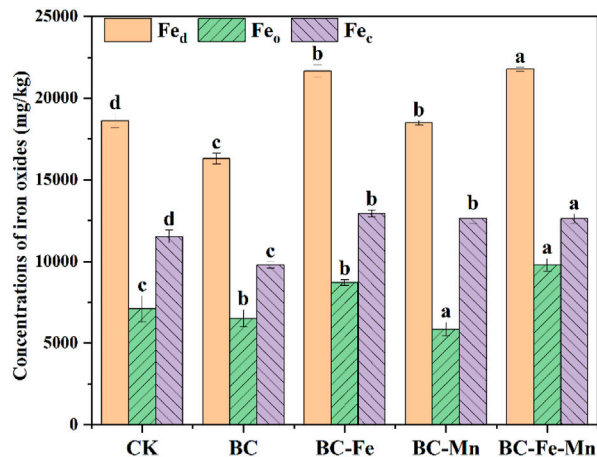 Concentrations of iron oxides (mg/kg)
25000
20000
15000
10000
5000
0
Fed Feo Fec
d c d
c b c
b b b
b a b
a a a
CK BC BC-Fe BC-Mn BC-Fe-Mn